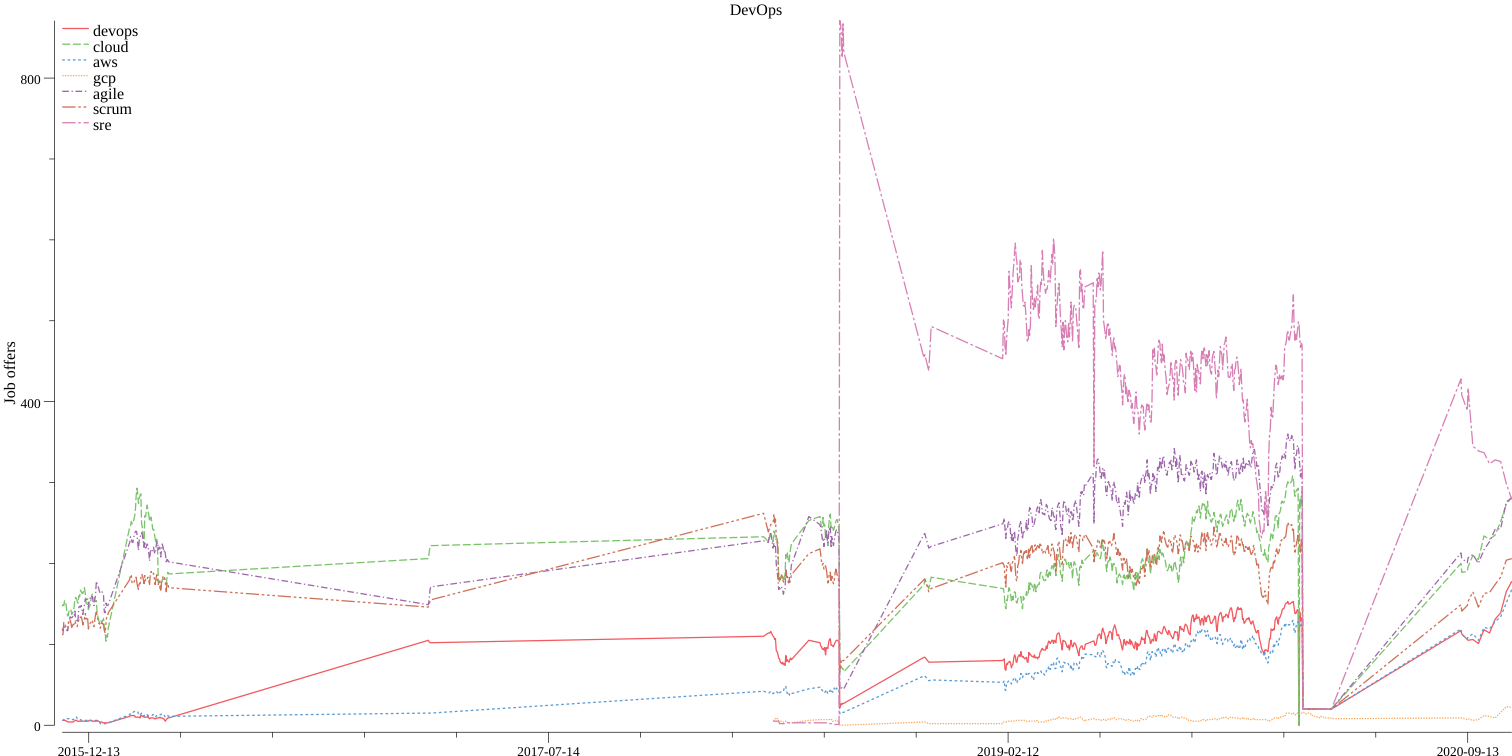 DevOps
devops
cloud
aws
gcp
agile
scrum
sre
800
400
0
Job offers
2015-12-13
2017-07-14
2019-02-12
2020-09-13